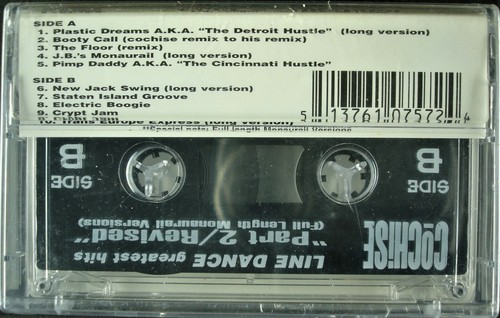 SIDE A
1. Plastic Dreams A.K.A. "The Detroit Hustle" (long version)
2. Booty Call (cochise remix to his remix)
3. The Floor (remix)
4. J.B.'s Monaurail (long version)
5. Pimp Daddy A.K.A. "The Cincinnati Hustle"
SIDE B
6. New Jack Swing (long version)
7. Staten Island Groove
8. Electric Boogie
9. Crypt Jam
10. Trans Europe Express (long version)
*Special note: Full length Monaurail Versions
5 13761 07572 4
SIDE B
SIDE B
COCHISE
LINE DANCE greatest hits
"Part 2/Revised"
(Full Length Monaurail Versions)